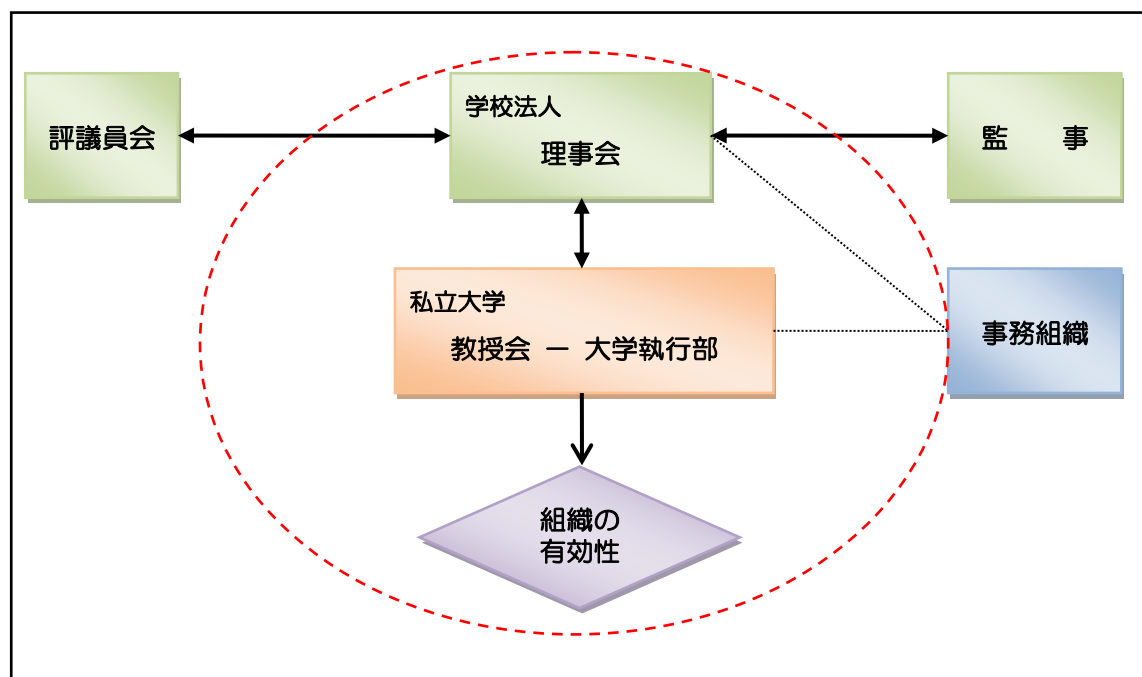 評議員会
学校法人
理事会
監　事
私立大学
教授会 － 大学執行部
事務組織
組織の
有効性